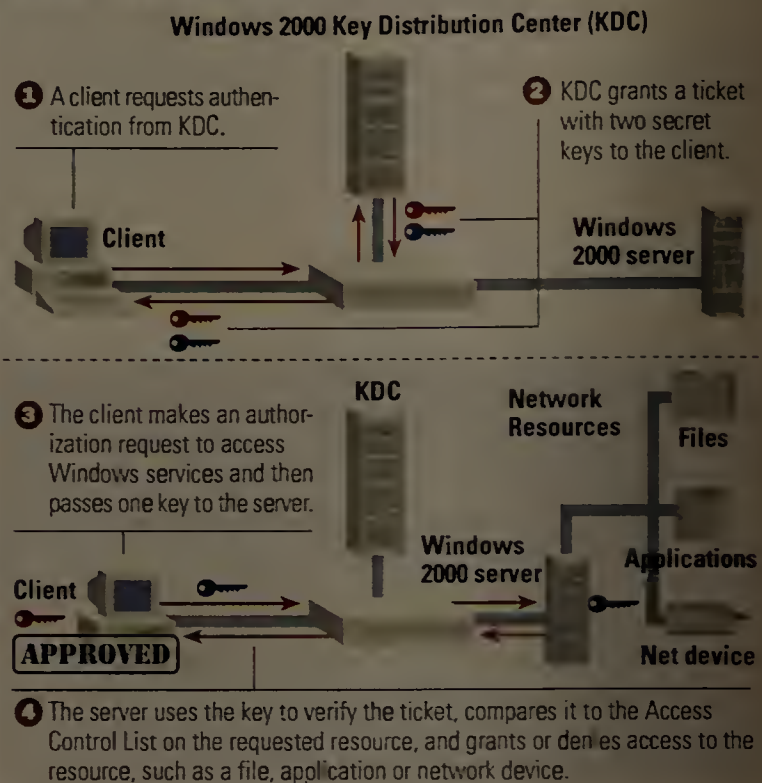 Windows 2000 Key Distribution Center (KDC)
1 A client requests authen-
tication from KDC.
2 KDC grants a ticket
with two secret
keys to the client.
Client
Windows
2000 server
3 The client makes an author-
ization request to access
Windows services and then
passes one key to the server.
KDC
Network
Resources
Files
Windows
2000 server
Applications
Client
APPROVED
Net device
4 The server uses the key to verify the ticket, compares it to the Access
Control List on the requested resource, and grants or denies access to the
resource, such as a file, application or network device.